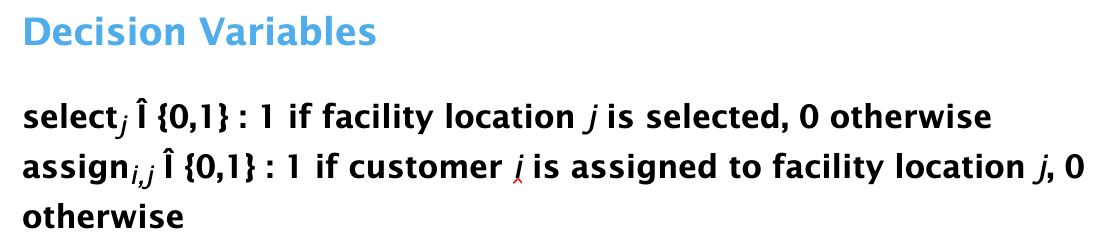 Decision Variables
select_j Î {0,1} : 1 if facility location j is selected, 0 otherwise
assign_i,j Î {0,1} : 1 if customer i is assigned to facility location j, 0
otherwise